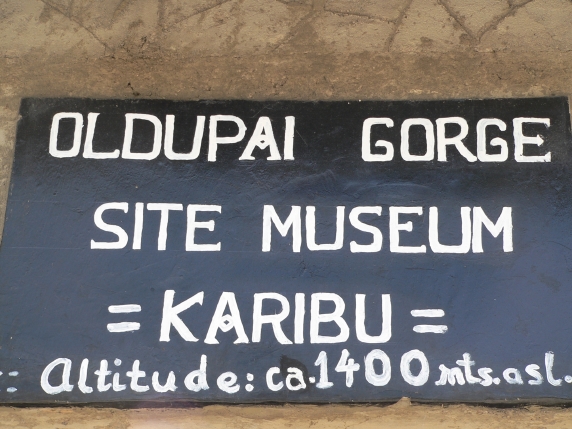 OLDUPAI GORGE
SITE MUSEUM
= KARIBU =
:: Altitude: ca. 1400 mts. asl.